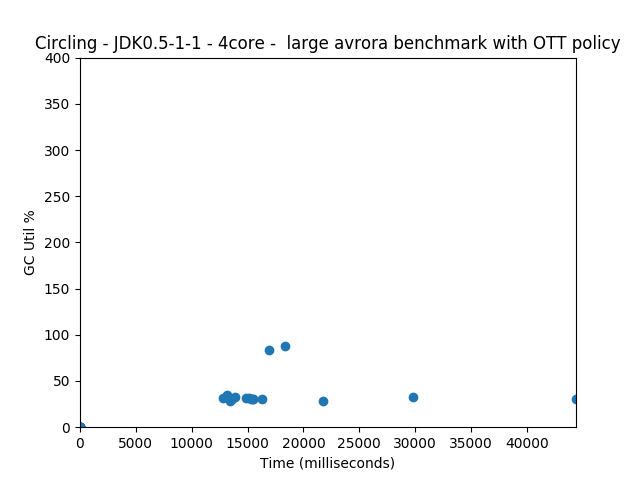 Circling - JDK0.5-1-1 - 4core -  large avrora benchmark with OTT policy
400
350
300
250
200
150
100
50
0
GC Util %
0 5000 10000 15000 20000 25000 30000 35000 40000
Time (milliseconds)